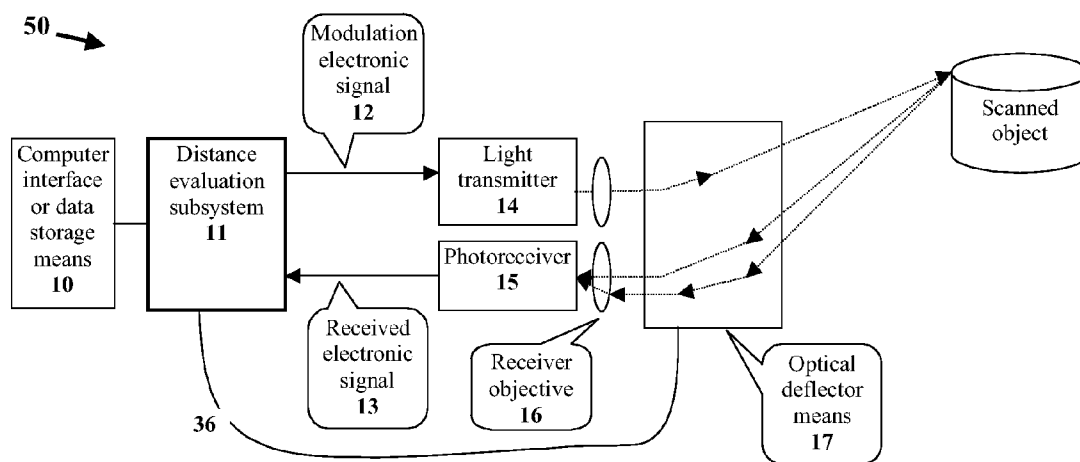 50
Modulation
electronic
signal
12
Scanned
object
Computer
interface
or data
storage
means
10
Distance
evaluation
subsystem
11
Light
transmitter
14
Photoreceiver
15
Received
electronic
signal
13
Receiver
objective
16
Optical
deflector
means
17
36